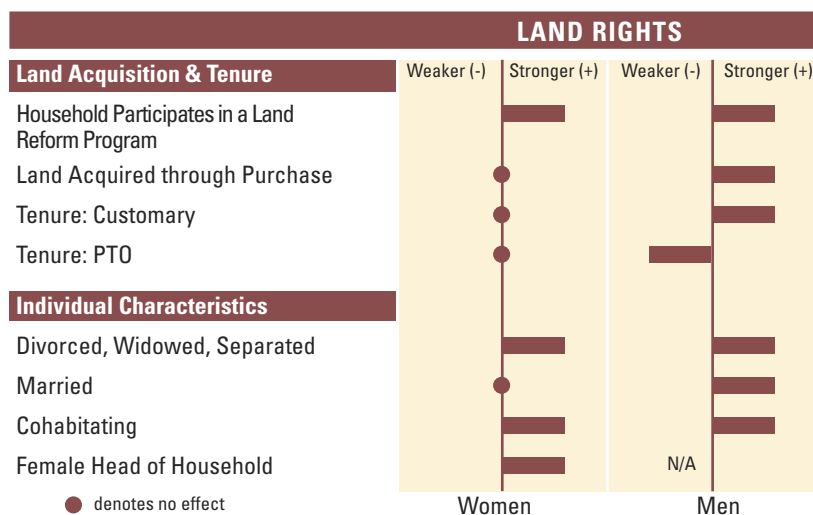 LAND RIGHTS
Land Acquisition & Tenure
Weaker (-) Stronger (+) Weaker (-) Stronger (+)
Household Participates in a Land
Reform Program
Land Acquired through Purchase
Tenure: Customary
Tenure: PTO
Individual Characteristics
Divorced, Widowed, Separated
Married
Cohabitating
Female Head of Household N/A
denotes no effect Women Men